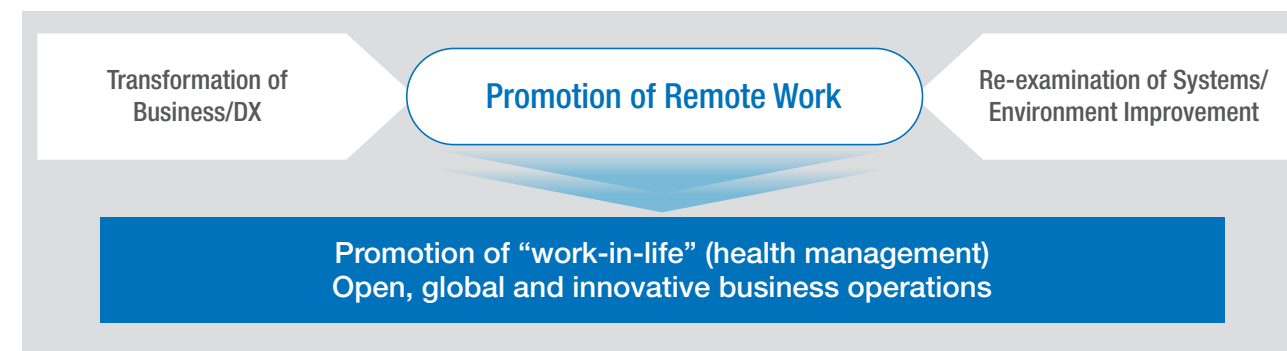 Transformation of
Business/DX
Promotion of Remote Work
Re-examination of Systems/
Environment Improvement
Promotion of “work-in-life” (health management)
Open, global and innovative business operations